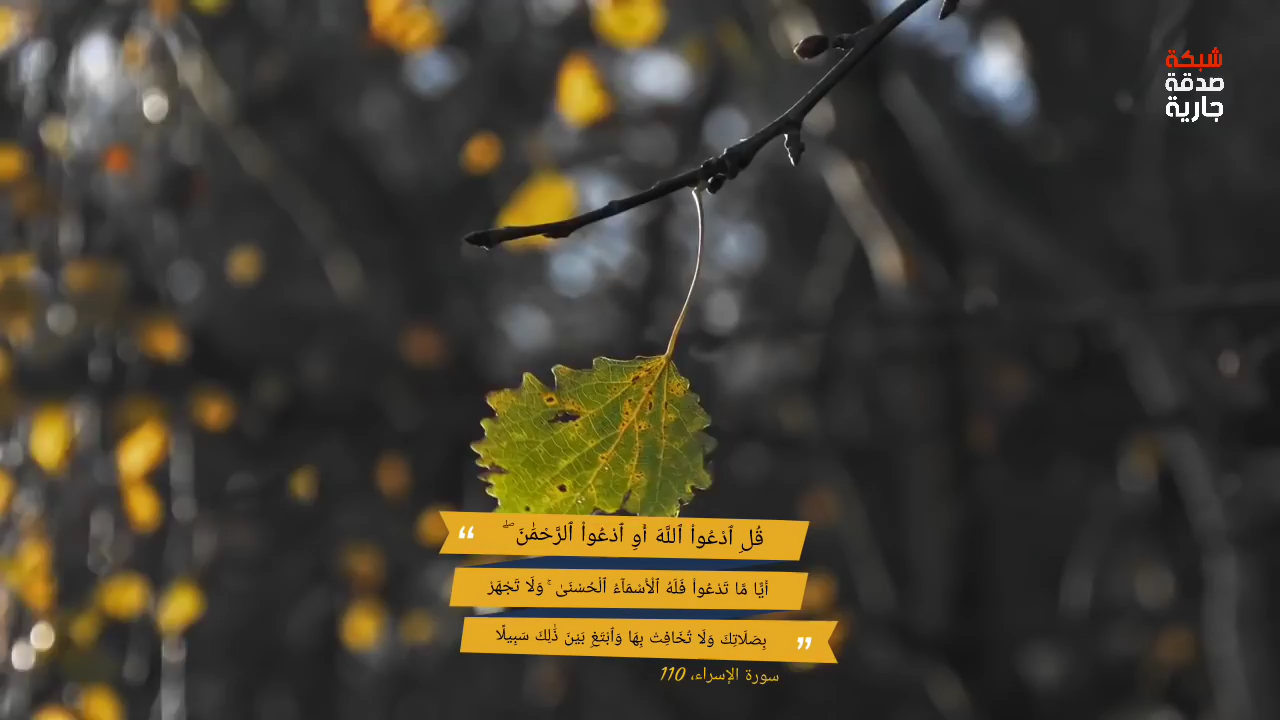 شبكة
صدقة
جارية
قُلِ ٱدْعُوا۟ ٱللَّهَ أَوِ ٱدْعُوا۟ ٱلرَّحْمَٰنَ ۖ
أَيًّا مَّا تَدْعُوا۟ فَلَهُ ٱلْأَسْمَآءُ ٱلْحُسْنَىٰ ۚ وَلَا تَجْهَرْ
بِصَلَاتِكَ وَلَا تُخَافِتْ بِهَا وَٱبْتَغِ بَيْنَ ذَٰلِكَ سَبِيلًا
سورة الإسراء، 110